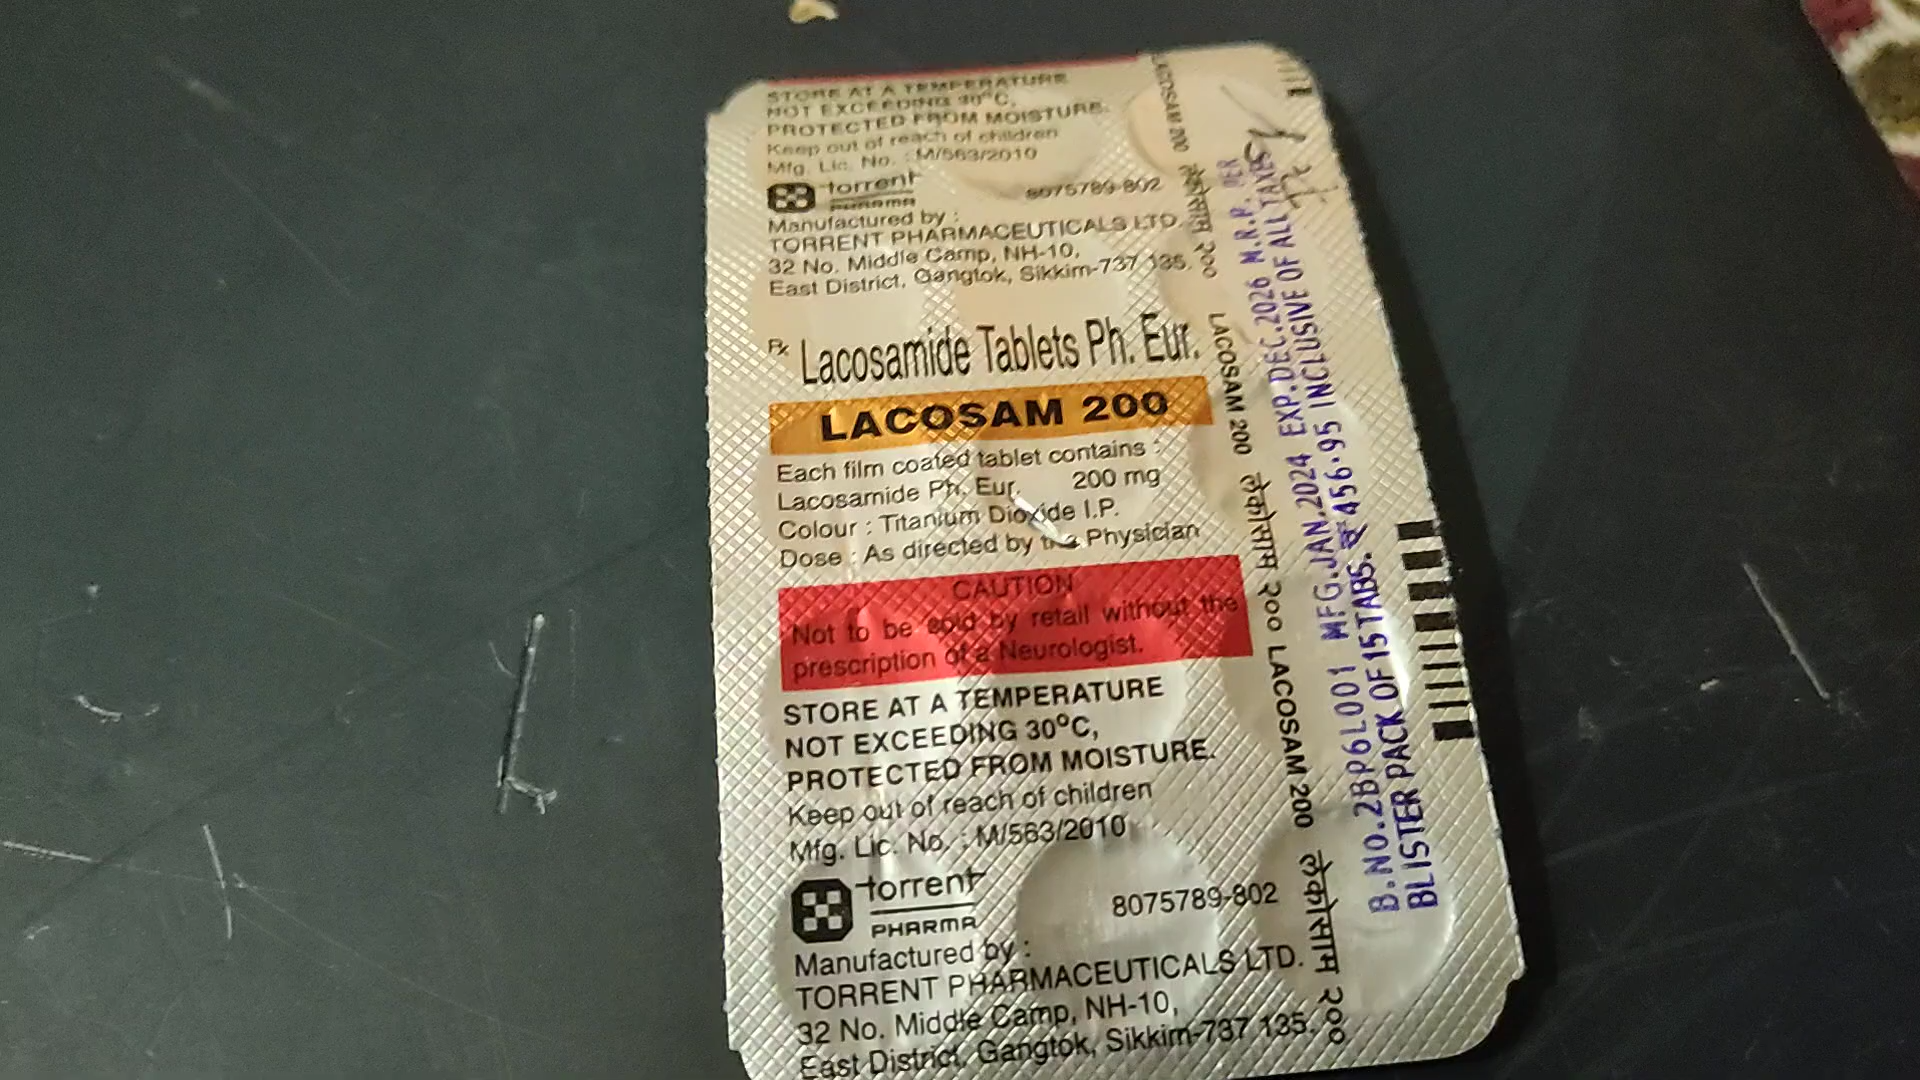 STORE AT A TEMPERATURE
NOT EXCEEDING 30°C,
PROTECTED FROM MOISTURE.
Keep out of reach of children
Mfg. Lic. No. : M/563/2010
torrent
PHARMA
8075789-802
Manufactured by :
TORRENT PHARMACEUTICALS LTD.
32 No. Middle Camp, NH-10,
East District, Gangtok, Sikkim-737 135.
Rx Lacosamide Tablets Ph. Eur.
LACOSAM 200
Each film coated tablet contains :
Lacosamide Ph. Eur. 200 mg
Colour : Titanium Dioxide I.P.
Dose : As directed by the Physician
CAUTION
Not to be sold by retail without the
prescription of a Neurologist.
STORE AT A TEMPERATURE
NOT EXCEEDING 30°C,
PROTECTED FROM MOISTURE.
Keep out of reach of children
Mfg. Lic. No. : M/563/2010
torrent
PHARMA
8075789-802
Manufactured by :
TORRENT PHARMACEUTICALS LTD.
32 No. Middle Camp, NH-10,
East District, Gangtok, Sikkim-737 135.
LACOSAM 200 लेकोसाम २०० LACOSAM 200 लेकोसाम २०० LACOSAM 200 लेकोसाम २००
B.NO.2BP6L001 MFG.JAN.2024 EXP.DEC.2026 M.R.P. PER
BLISTER PACK OF 15 TABS. ₹ 456.95 INCLUSIVE OF ALL TAXES